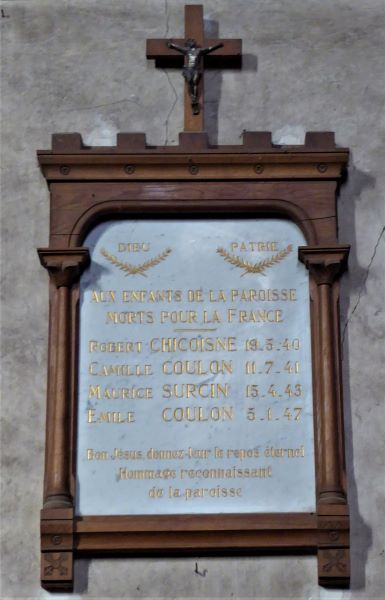 DIEU PATRIE
AUX ENFANTS DE LA PAROISSE
MORTS POUR LA FRANCE
ROBERT CHICOISNE 19.5.40
CAMILLE COULON 11.7.41
MAURICE SURCIN 15.4.43
EMILE COULON 5.1.47
Bon Jésus, donnez-leur le repos éternel
Hommage reconnaissant
de la paroisse